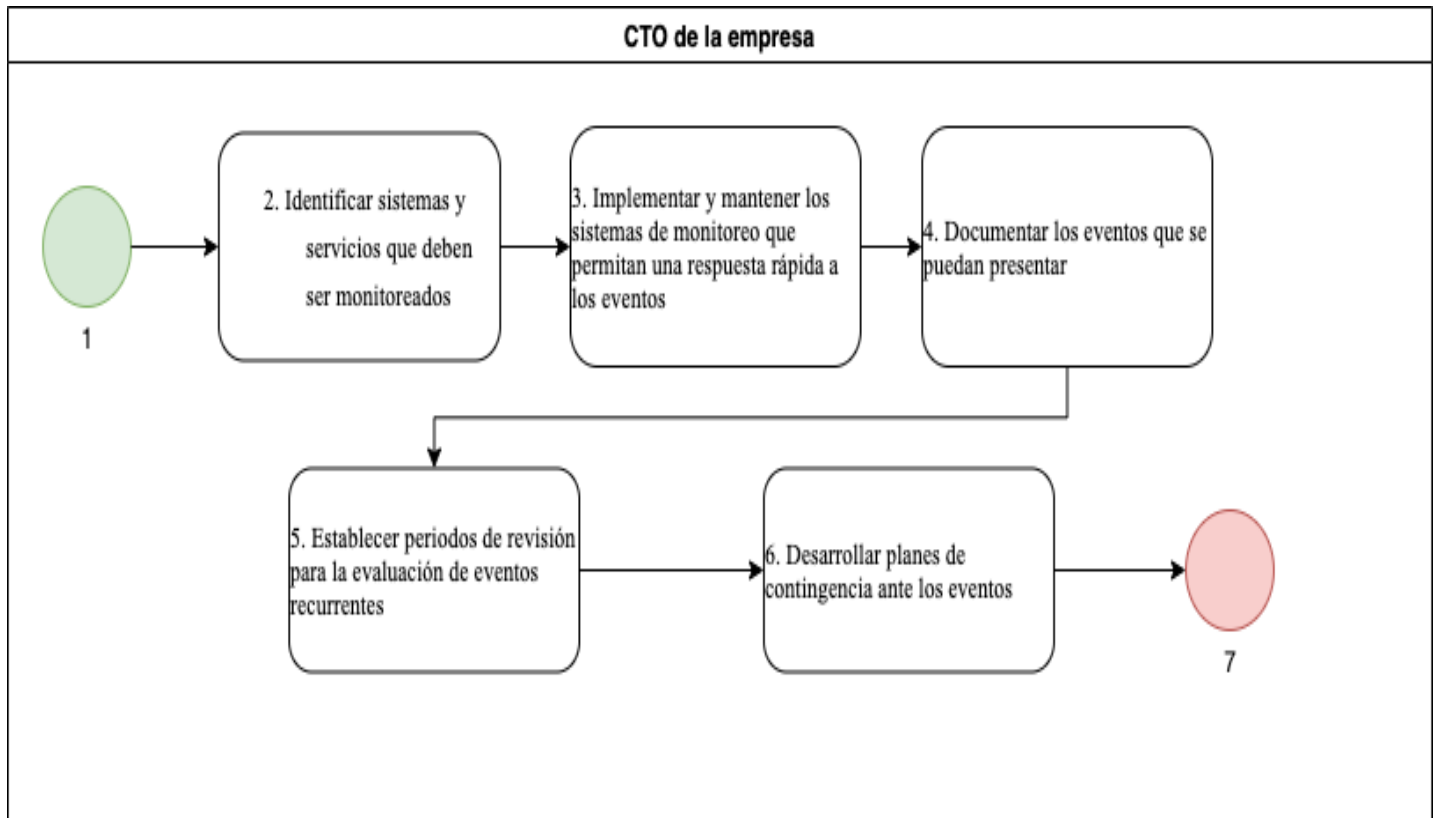 CTO de la empresa
2. Identificar sistemas y
servicios que deben
ser monitoreados
3. Implementar y mantener los
sistemas de monitoreo que
permitan una respuesta rápida a
los eventos
4. Documentar los eventos que se
puedan presentar
1
5. Establecer periodos de revisión
para la evaluación de eventos
recurrentes
6. Desarrollar planes de
contingencia ante los eventos
7